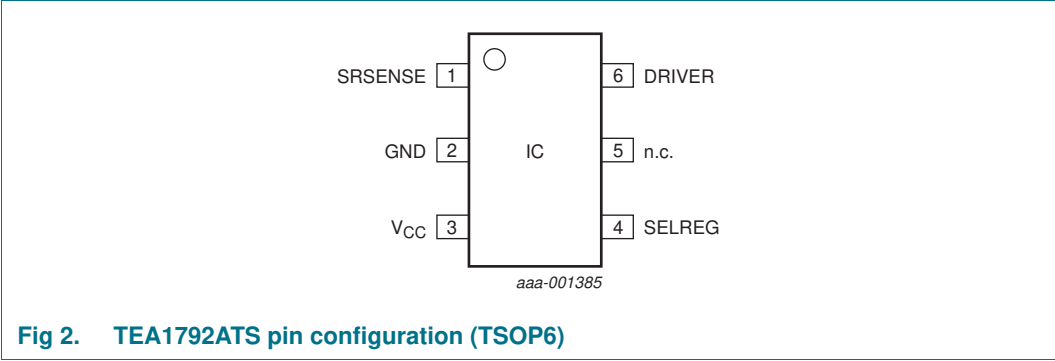 SRSENSE 1 6 DRIVER
GND 2 IC 5 n.c.
VCC 3 4 SELREG
aaa-001385
Fig 2. TEA1792ATS pin configuration (TSOP6)